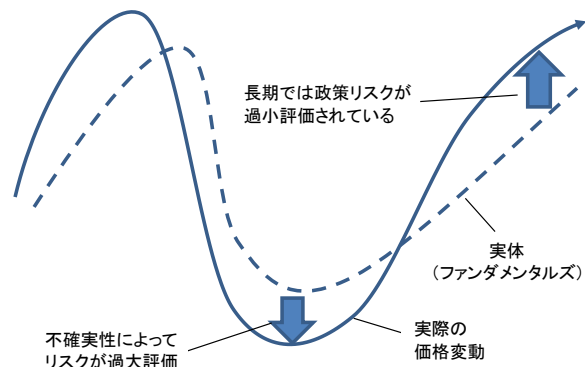 長期では政策リスクが
過小評価されている
実体
（ファンダメンタルズ）
不確実性によって
リスクが過大評価
実際の
価格変動